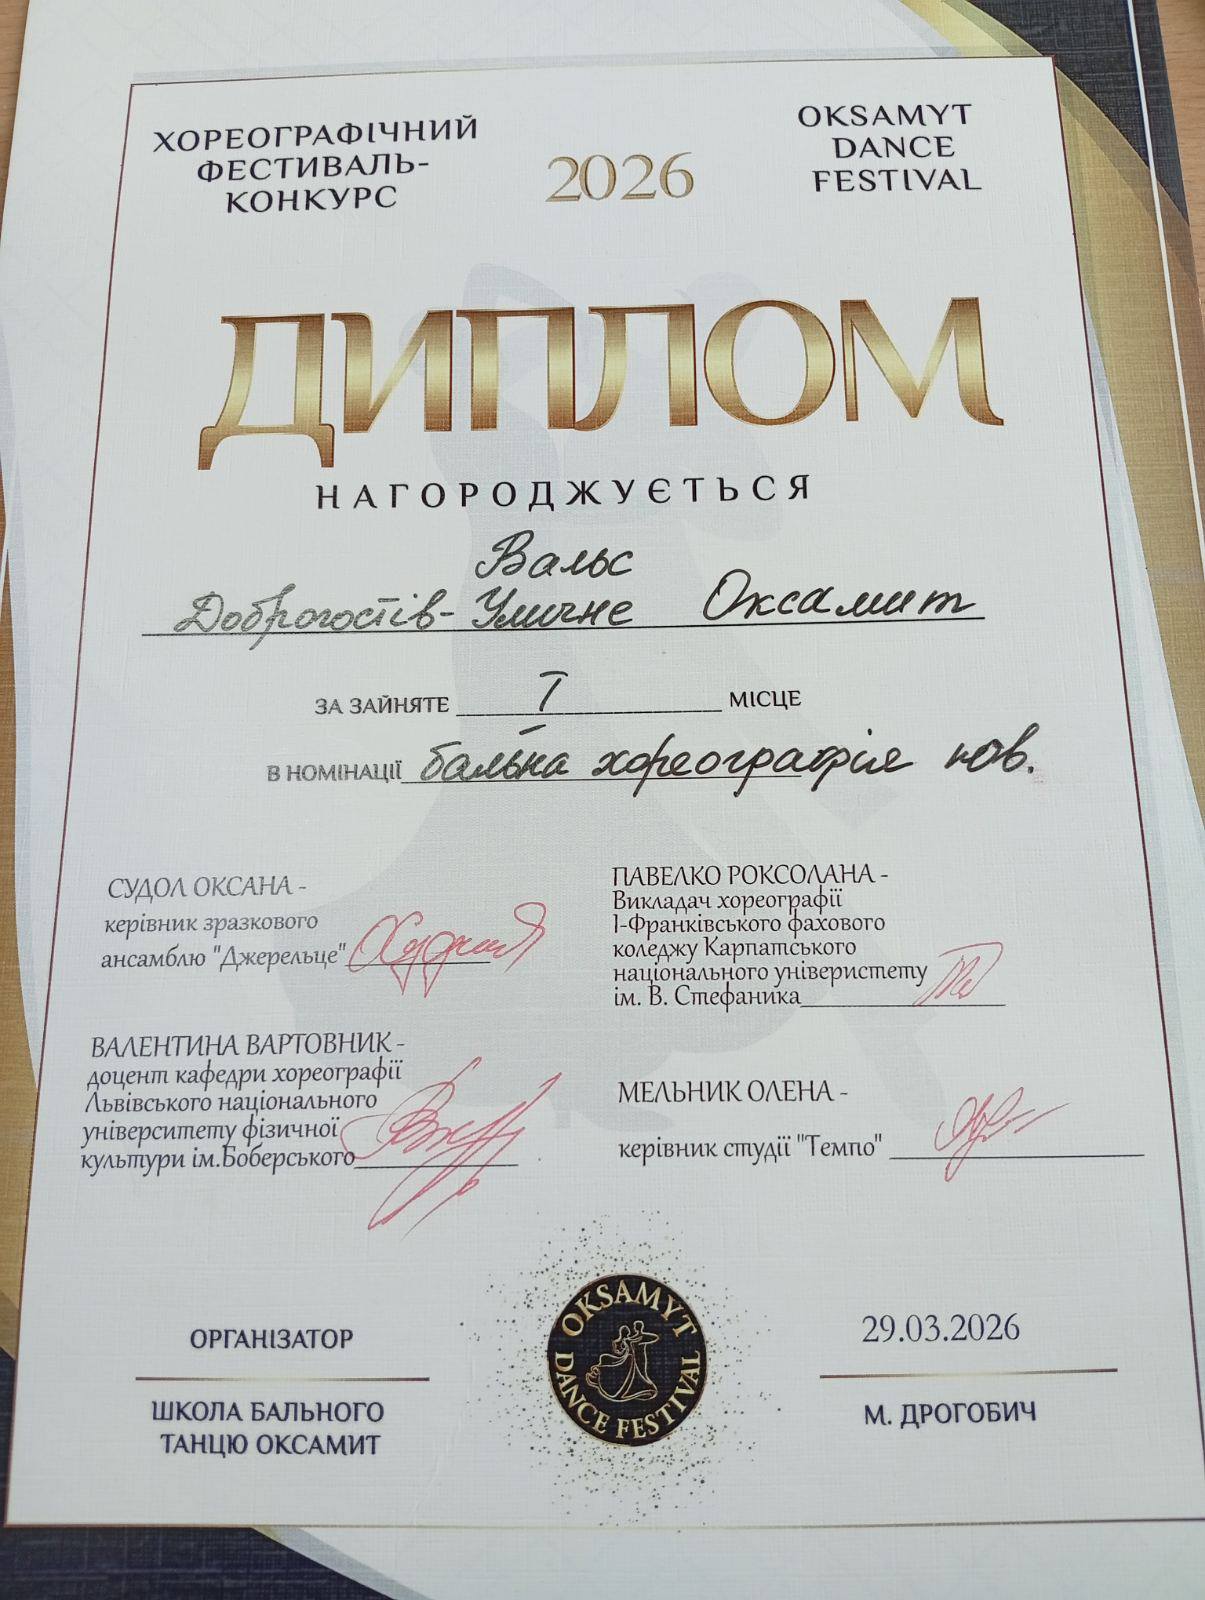 ХОРЕОГРАФІЧНИЙ
ФЕСТИВАЛЬ-
КОНКУРС
2026
OKSAMYT
DANCE
FESTIVAL
ДИПЛОМ
НАГОРОДЖУЄТЬСЯ
Вальс
Доброгостів-Уличне Оксамит
ЗА ЗАЙНЯТЕ I МІСЦЕ
В НОМІНАЦІЇ бальна хореографія юв.
СУДОЛ ОКСАНА -
керівник зразкового
ансамблю "Джерельце"
ПАВЕЛКО РОКСОЛАНА -
Викладач хореографії
І-Франківського фахового
коледжу Карпатського
національного універистету
ім. В. Стефаника
ВАЛЕНТИНА ВАРТОВНИК -
доцент кафедри хореографії
Львівського національного
університету фізичної
культури ім.Боберського
МЕЛЬНИК ОЛЕНА -
керівник студії "Темпо"
ОРГАНІЗАТОР
ШКОЛА БАЛЬНОГО
ТАНЦЮ ОКСАМИТ
OKSAMYT
DANCE FESTIVAL
29.03.2026
М. ДРОГОБИЧ